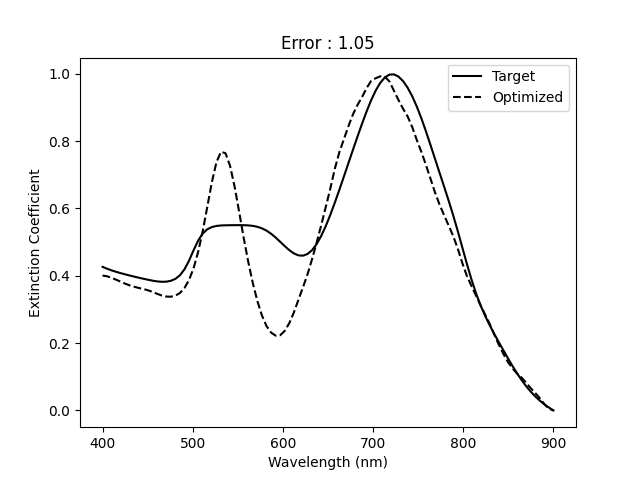 Error : 1.05
Target
Optimized
Extinction Coefficient
1.0
0.8
0.6
0.4
0.2
0.0
400 500 600 700 800 900
Wavelength (nm)